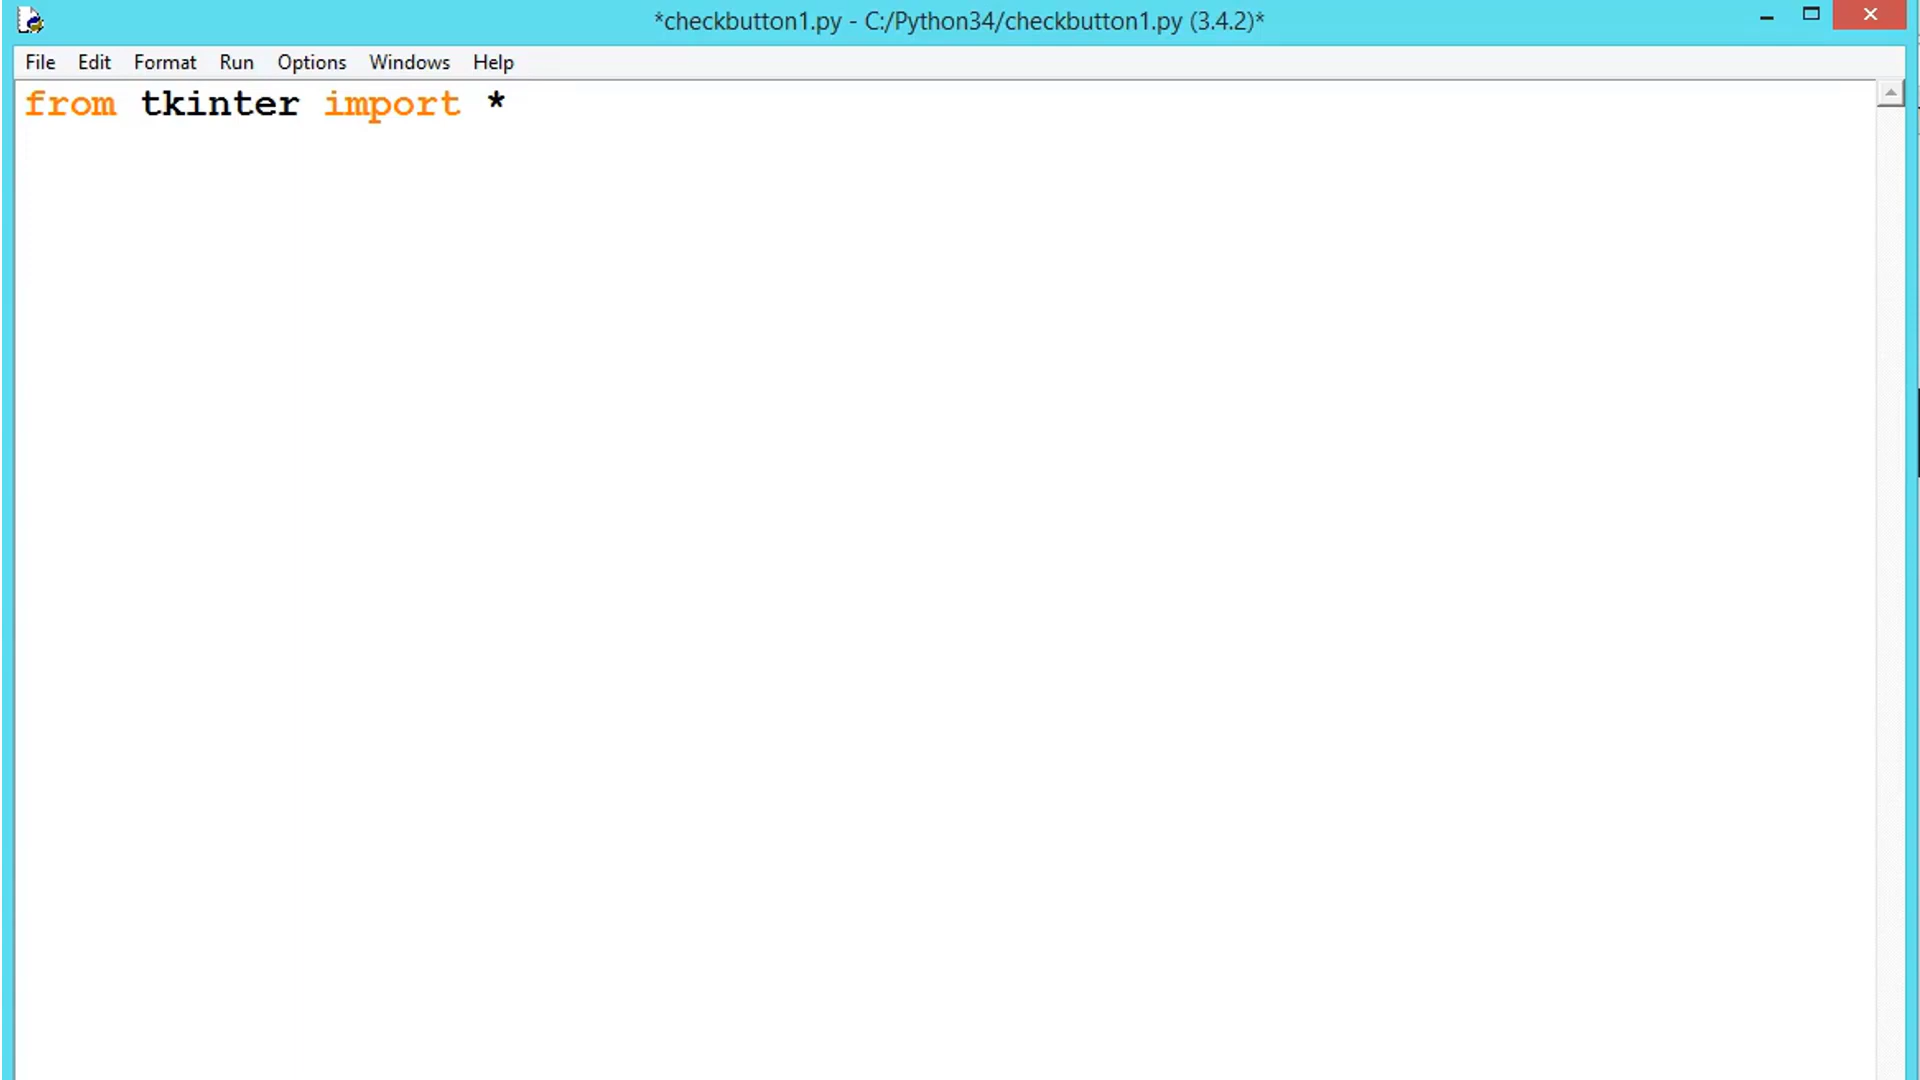 *checkbutton1.py - C:/Python34/checkbutton1.py (3.4.2)*
File Edit Format Run Options Windows Help
from tkinter import *